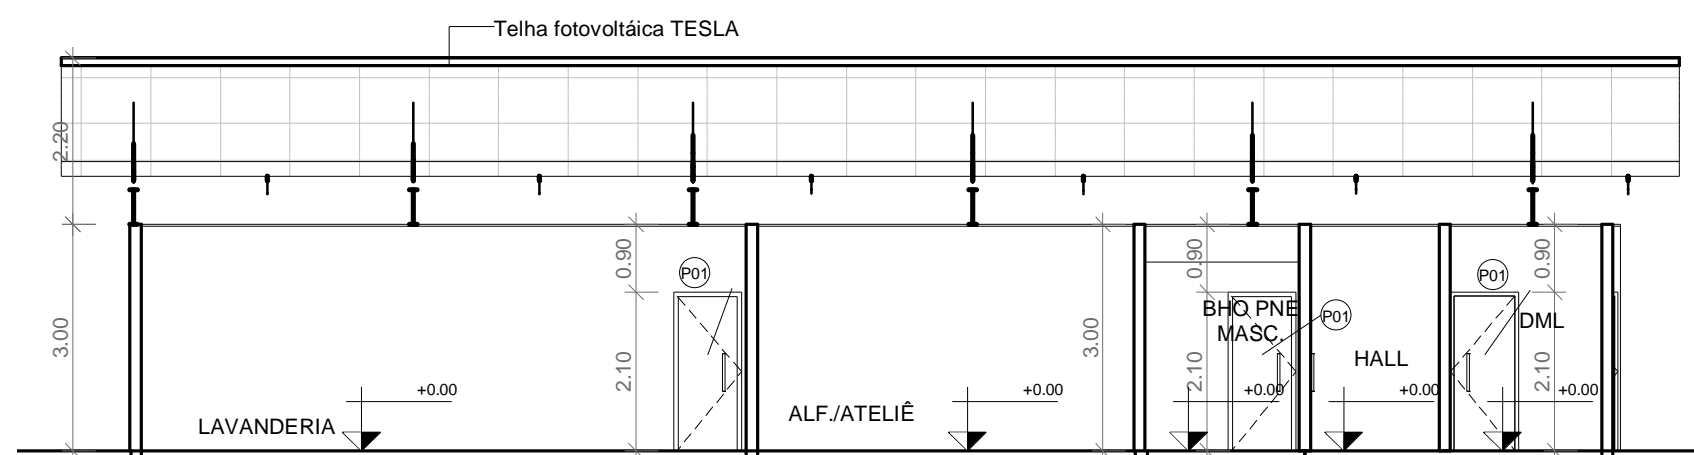 Telha fotovoltáica TESLA
2.20
0.90
0.90
0.90
P01
P01
BHO PNE
MASC.
P01
DML
3.00
3.00
HALL
2.10
2.10
2.10
+0.00
+0.00
+0.00
+0.00
+0.00
ALF./ATELIÊ
LAVANDERIA